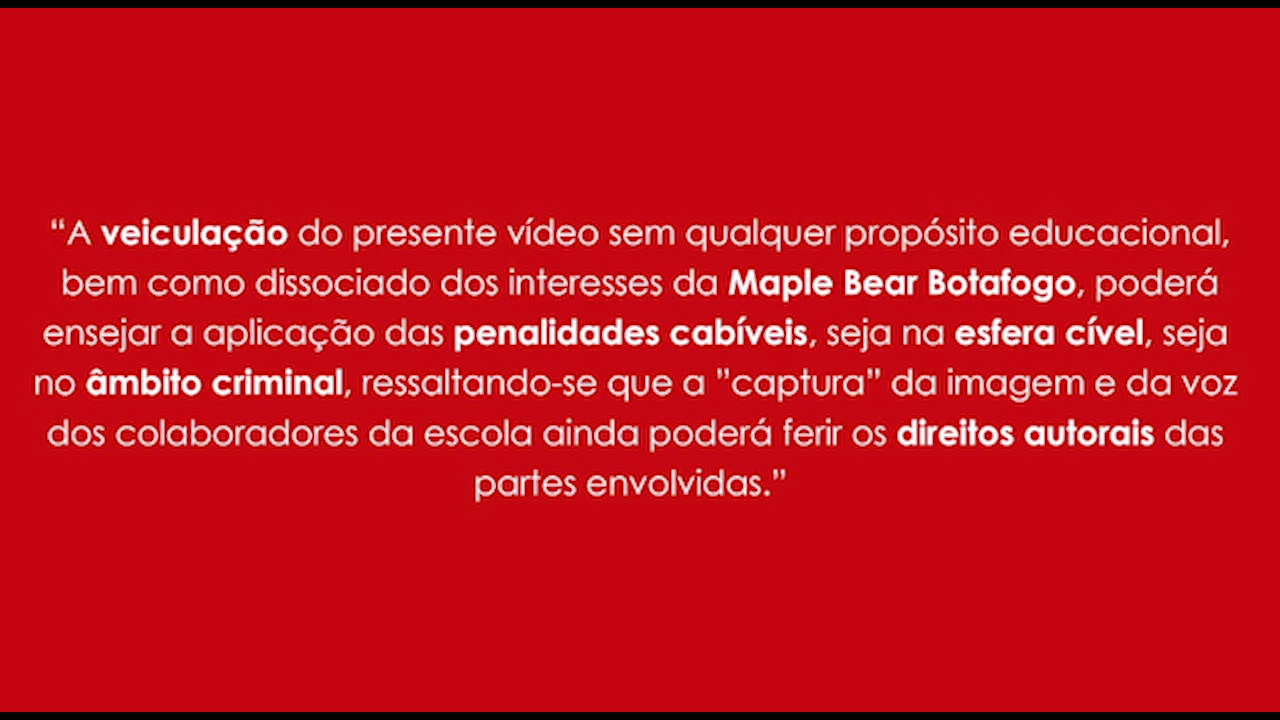 “A veiculação do presente vídeo sem qualquer propósito educacional,
bem como dissociado dos interesses da Maple Bear Botafogo, poderá
ensejar a aplicação das penalidades cabíveis, seja na esfera cível, seja
no âmbito criminal, ressaltando-se que a ”captura” da imagem e da voz
dos colaboradores da escola ainda poderá ferir os direitos autorais das
partes envolvidas.”